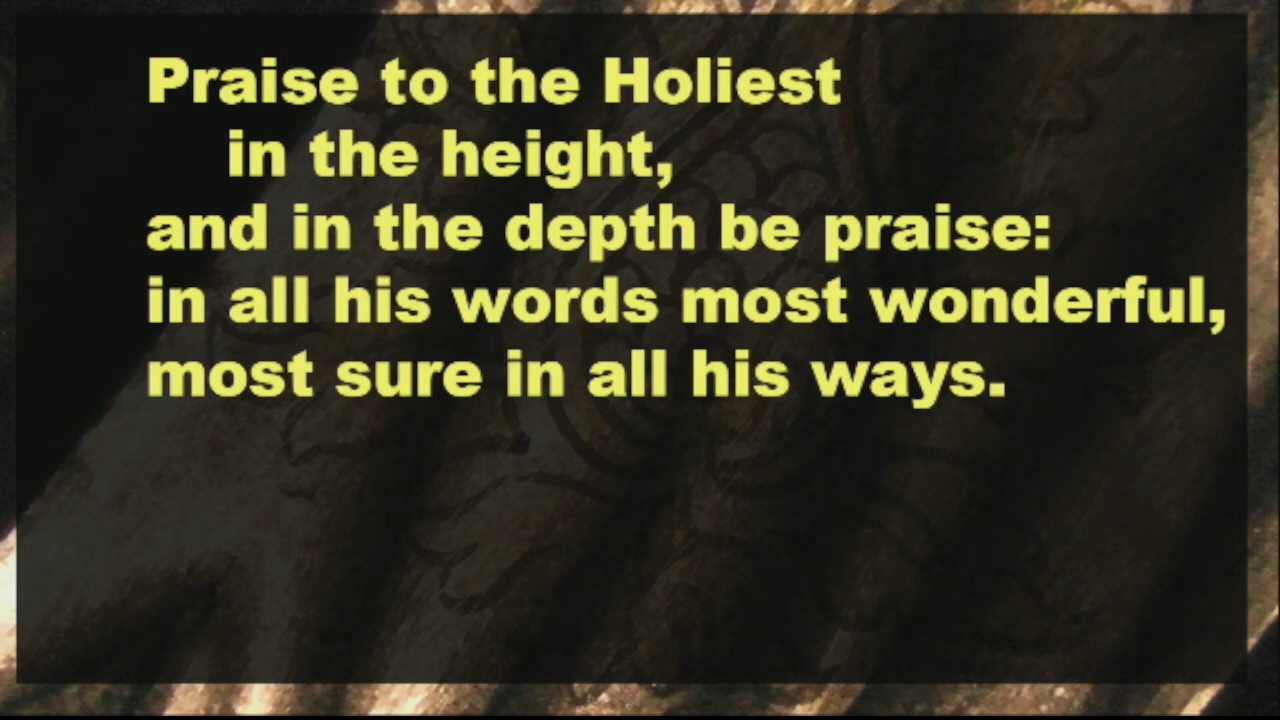 Praise to the Holiest
in the height,
and in the depth be praise:
in all his words most wonderful,
most sure in all his ways.